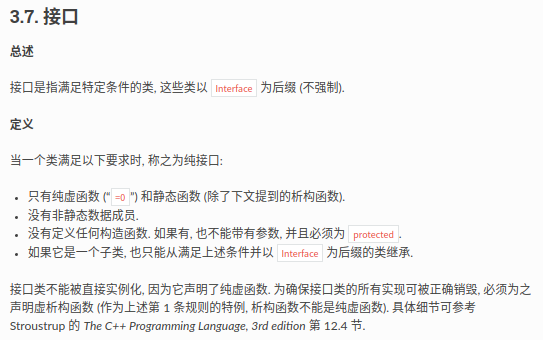 3.7. 接口
总述
接口是指满足特定条件的类, 这些类以 Interface 为后缀 (不强制).
定义
当一个类满足以下要求时, 称之为纯接口:
• 只有纯虚函数 (“=0”) 和静态函数 (除了下文提到的析构函数).
• 没有非静态数据成员.
• 没有定义任何构造函数. 如果有, 也不能带有参数, 并且必须为 protected.
• 如果它是一个子类, 也只能从满足上述条件并以 Interface 为后缀的类继承.
接口类不能被直接实例化, 因为它声明了纯虚函数. 为确保接口类的所有实现可被正确销毁, 必须为之
声明虚析构函数 (作为上述第 1 条规则的特例, 析构函数不能是纯虚函数). 具体细节可参考
Stroustrup 的 The C++ Programming Language, 3rd edition 第 12.4 节.